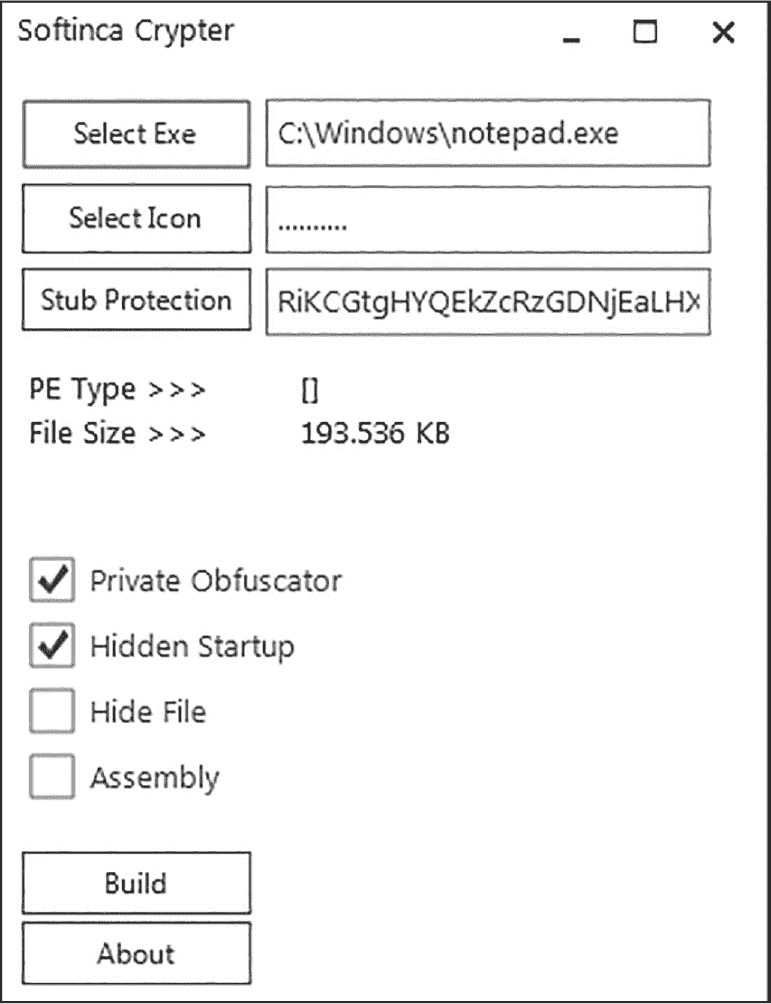 Softinca Crypter
Select Exe C:\Windows\notepad.exe
Select Icon ..........
Stub Protection RiKCGtgHYQEkZcRzGDNjEaLHX
PE Type >>> []
File Size >>> 193.536 KB
Private Obfuscator
Hidden Startup
Hide File
Assembly
Build
About